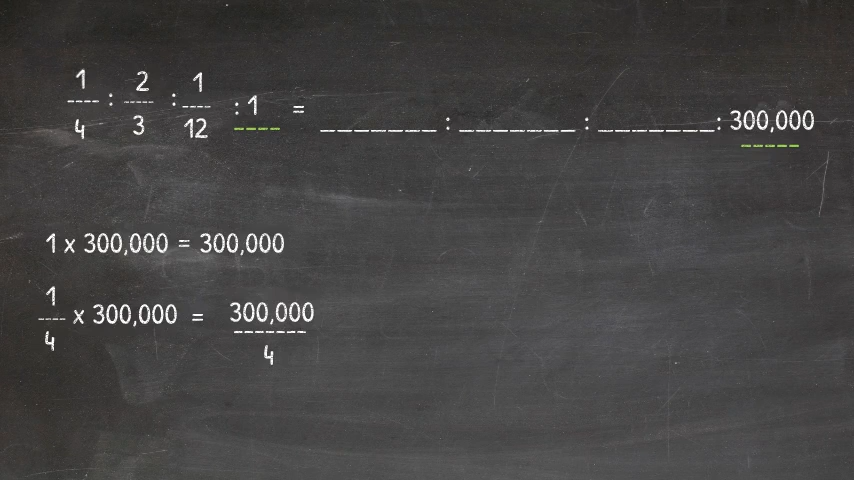 1/4 : 2/3 : 1/12 : 1 = _______ : _______ : _______ : 300,000
1 x 300,000 = 300,000
1/4 x 300,000 = 300,000/4